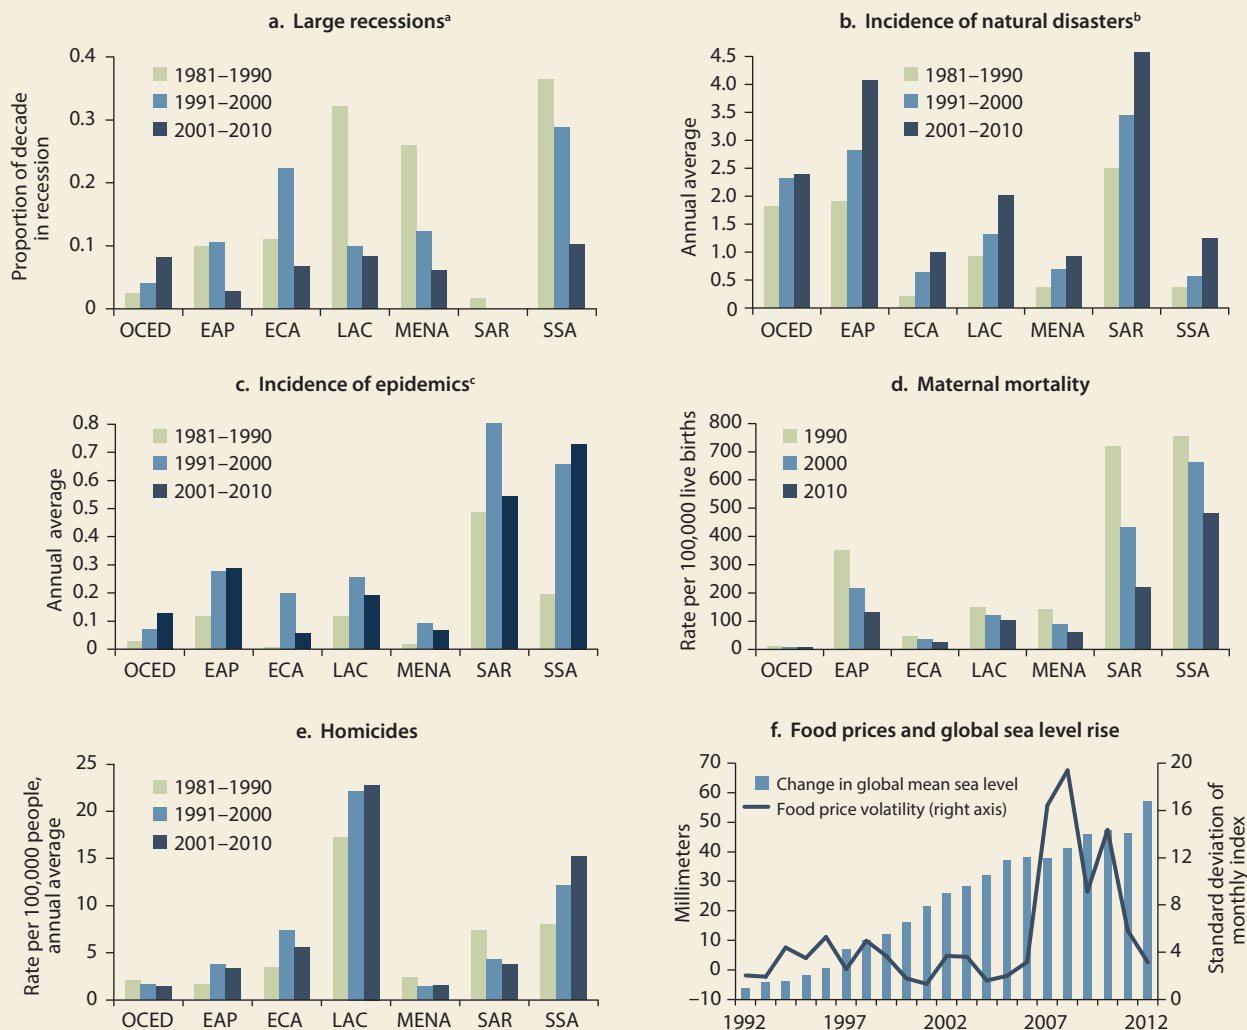 a. Large recessionsᵃ
Proportion of decade
in recession
0.4
0.3
0.2
0.1
0
1981–1990
1991–2000
2001–2010
OCED EAP ECA LAC MENA SAR SSA
b. Incidence of natural disastersᵇ
Annual average
4.5
4.0
3.5
3.0
2.5
2.0
1.5
1.0
0.5
0
1981–1990
1991–2000
2001–2010
OCED EAP ECA LAC MENA SAR SSA
c. Incidence of epidemicsᶜ
Annual average
0.8
0.7
0.6
0.5
0.4
0.3
0.2
0.1
0
1981–1990
1991–2000
2001–2010
OCED EAP ECA LAC MENA SAR SSA
d. Maternal mortality
Rate per 100,000 live births
800
700
600
500
400
300
200
100
0
1990
2000
2010
OCED EAP ECA LAC MENA SAR SSA
e. Homicides
Rate per 100,000 people,
annual average
25
20
15
10
5
0
1981–1990
1991–2000
2001–2010
OCED EAP ECA LAC MENA SAR SSA
f. Food prices and global sea level rise
Millimeters
70
60
50
40
30
20
10
0
–10
Change in global mean sea level
Food price volatility (right axis)
20
16
12
8
4
0
Standard deviation of
monthly index
1992 1997 2002 2007 2012